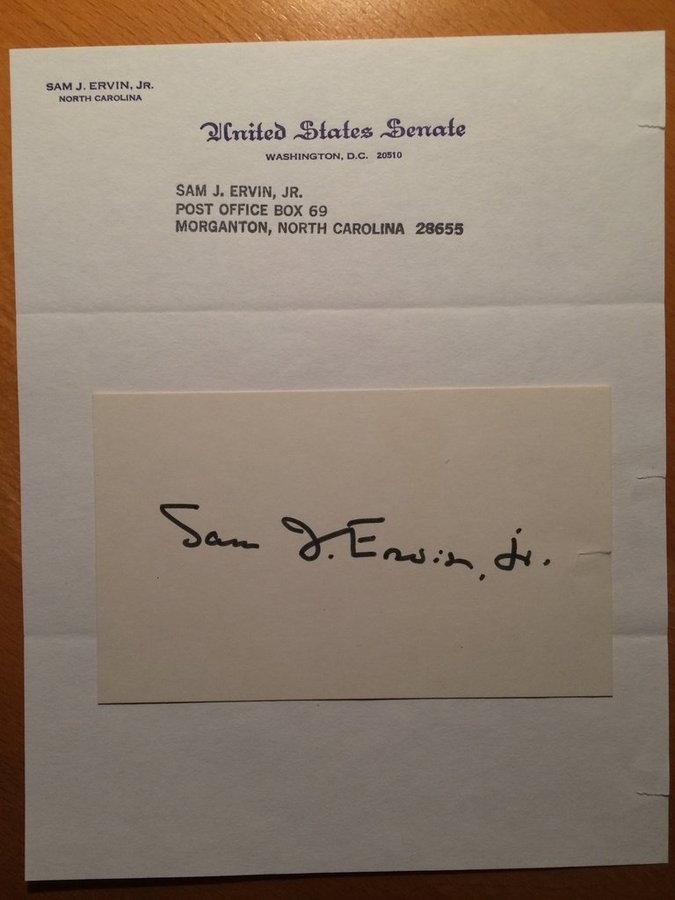 SAM J. ERVIN, JR.
NORTH CAROLINA
United States Senate
WASHINGTON, D.C. 20510
SAM J. ERVIN, JR.
POST OFFICE BOX 69
MORGANTON, NORTH CAROLINA 28655
Sam J. Ervin, Jr.